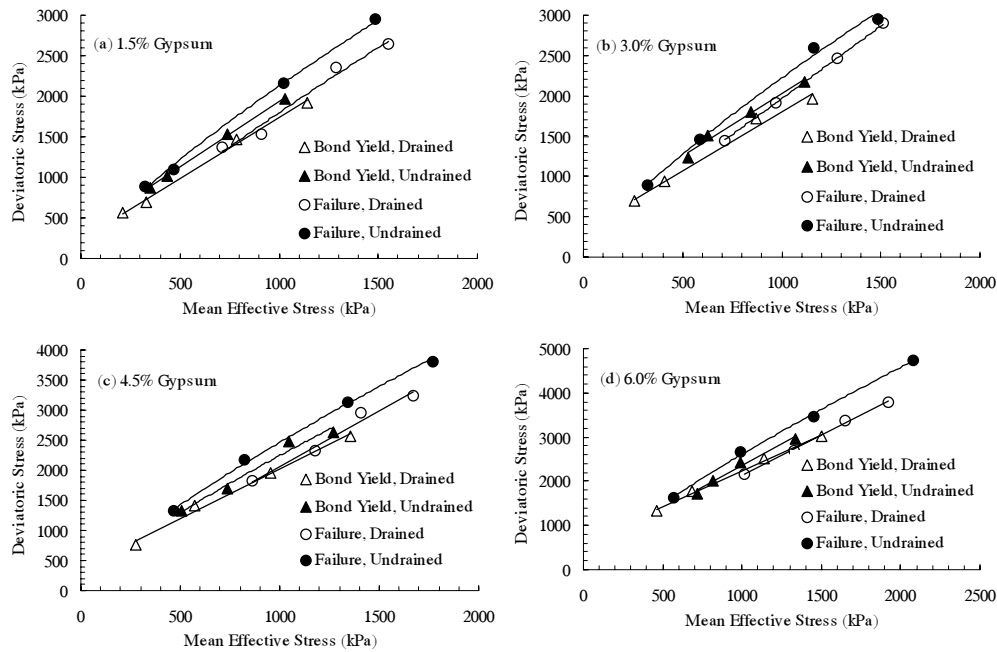 (a) 1.5% Gypsum
Deviatoric Stress (kPa)
3000
2500
2000
1500
1000
500
0
Bond Yield, Drained
Bond Yield, Undrained
Failure, Drained
Failure, Undrained
0 500 1000 1500 2000
Mean Effective Stress (kPa)
(b) 3.0% Gypsum
Deviatoric Stress (kPa)
3000
2500
2000
1500
1000
500
0
Bond Yield, Drained
Bond Yield, Undrained
Failure, Drained
Failure, Undrained
0 500 1000 1500 2000
Mean Effective Stress (kPa)
(c) 4.5% Gypsum
Deviatoric Stress (kPa)
4000
3500
3000
2500
2000
1500
1000
500
0
Bond Yield, Drained
Bond Yield, Undrained
Failure, Drained
Failure, Undrained
0 500 1000 1500 2000
Mean Effective Stress (kPa)
(d) 6.0% Gypsum
Deviatoric Stress (kPa)
5000
4000
3000
2000
1000
0
Bond Yield, Drained
Bond Yield, Undrained
Failure, Drained
Failure, Undrained
0 500 1000 1500 2000 2500
Mean Effective Stress (kPa)